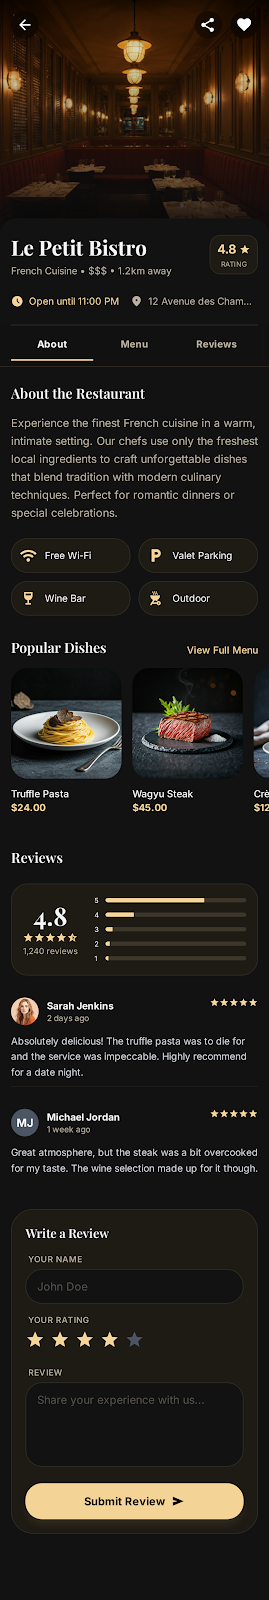 Le Petit Bistro
4.8 ★
RATING
French Cuisine • $$$ • 1.2km away
Open until 11:00 PM
12 Avenue des Cham...
About
Menu
Reviews
About the Restaurant
Experience the finest French cuisine in a warm,
intimate setting. Our chefs use only the freshest
local ingredients to craft unforgettable dishes
that blend tradition with modern culinary
techniques. Perfect for romantic dinners or
special celebrations.
Free Wi-Fi
P Valet Parking
Wine Bar
Outdoor
Popular Dishes
View Full Menu
Truffle Pasta
$24.00
Wagyu Steak
$45.00
Crè
$12
Reviews
4.8
1,240 reviews
5
4
3
2
1
Sarah Jenkins
2 days ago
Absolutely delicious! The truffle pasta was to die for
and the service was impeccable. Highly recommend
for a date night.
MJ
Michael Jordan
1 week ago
Great atmosphere, but the steak was a bit overcooked
for my taste. The wine selection made up for it though.
Write a Review
YOUR NAME
John Doe
YOUR RATING
REVIEW
Share your experience with us...
Submit Review